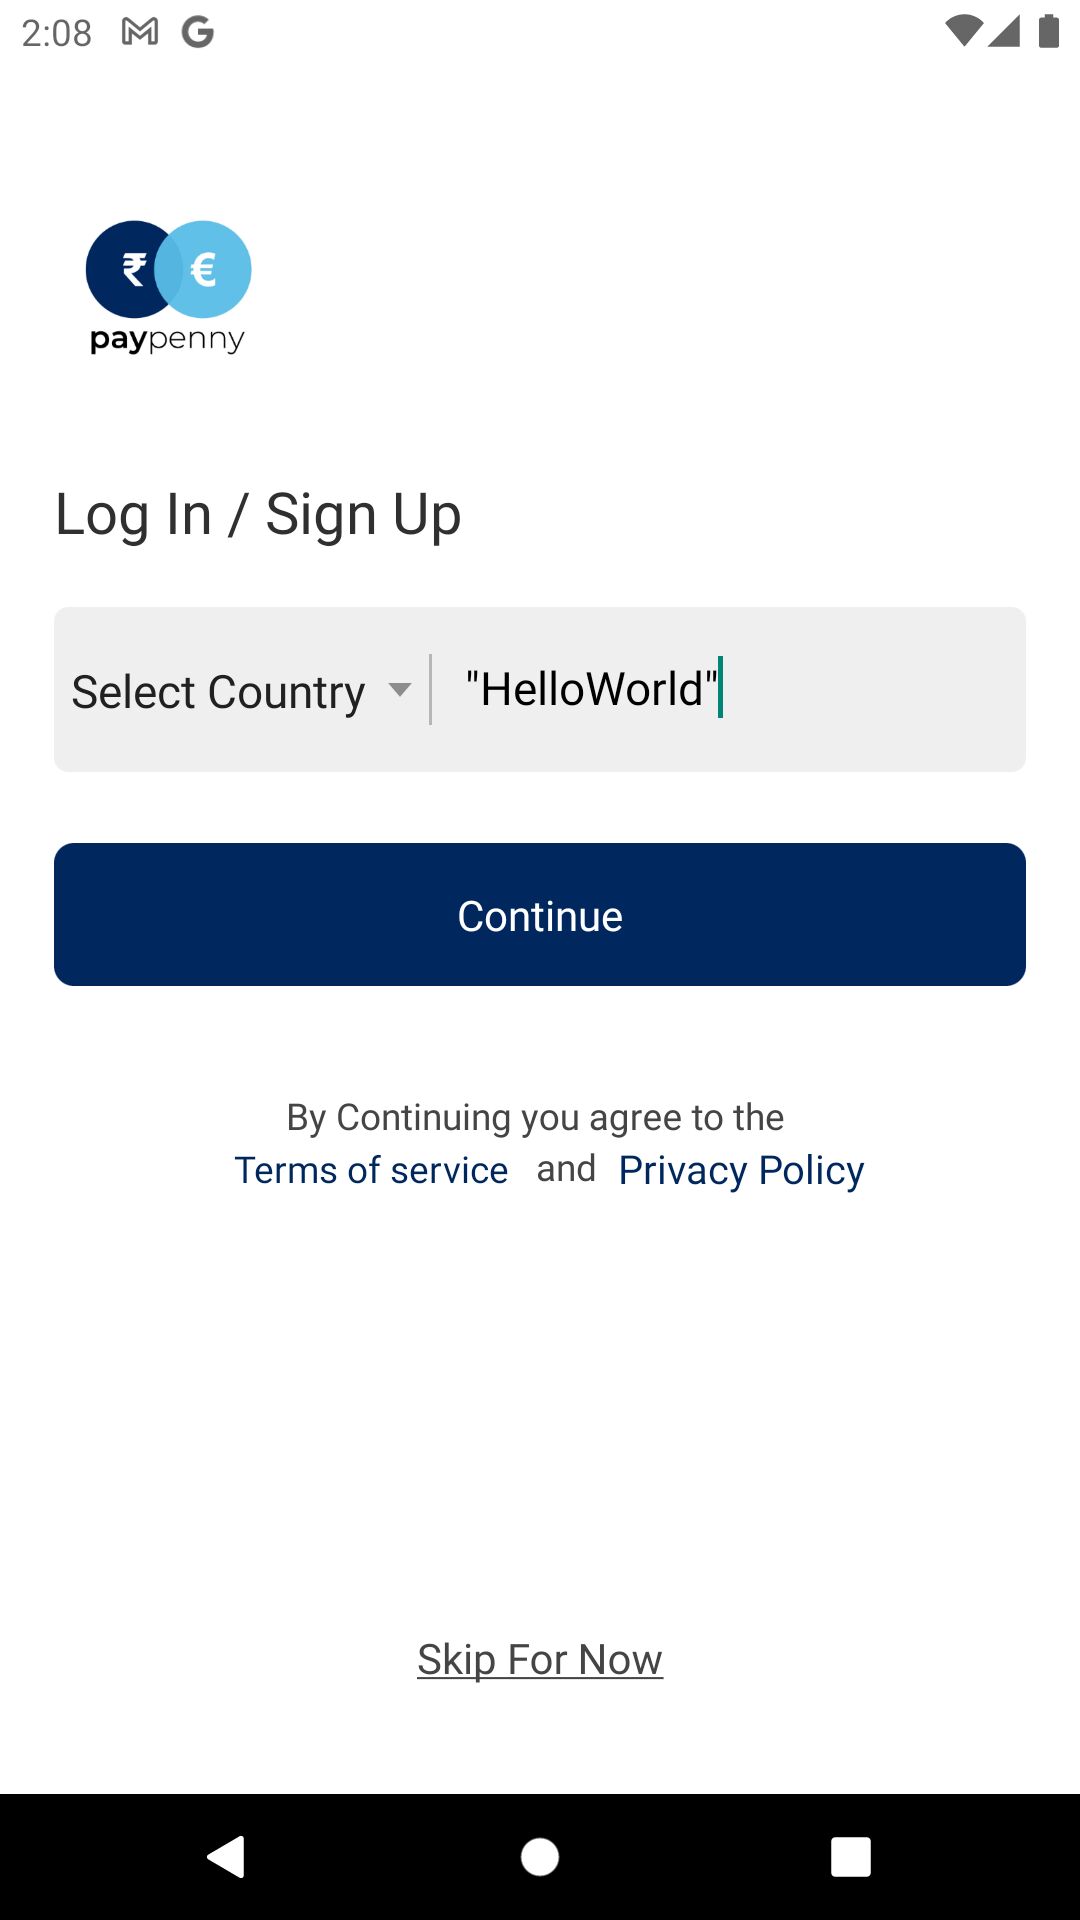 2:08
₹ €
paypenny
Log In / Sign Up
Select Country "HelloWorld"
Continue
By Continuing you agree to the
Terms of service and Privacy Policy
Skip For Now